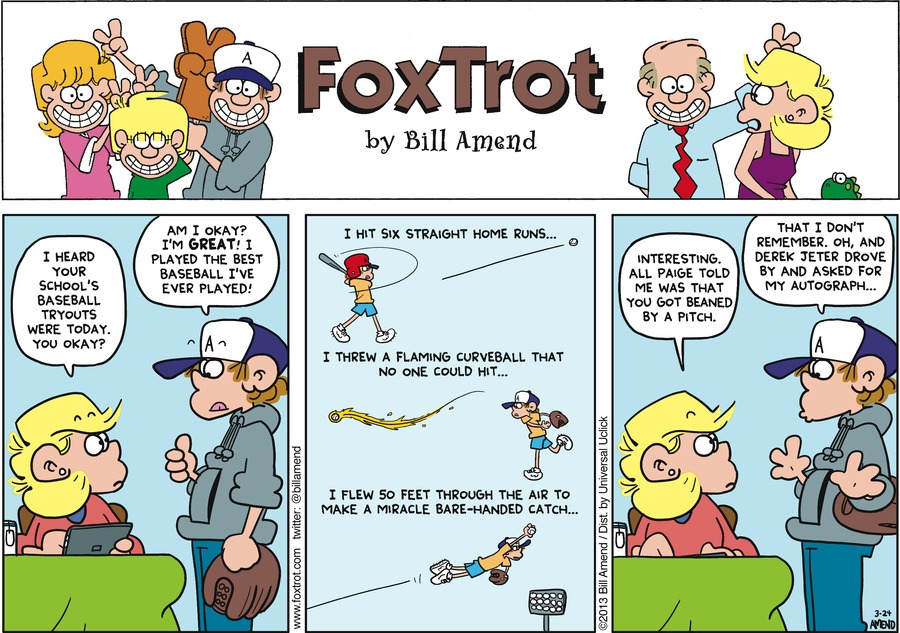 A
FoxTrot
by Bill Amend
I HEARD
YOUR
SCHOOL'S
BASEBALL
TRYOUTS
WERE TODAY.
YOU OKAY?
AM I OKAY?
I'M GREAT! I
PLAYED THE BEST
BASEBALL I'VE
EVER PLAYED!
A
www.foxtrot.com twitter: @billamend
I HIT SIX STRAIGHT HOME RUNS...
I THREW A FLAMING CURVEBALL THAT
NO ONE COULD HIT...
I FLEW 50 FEET THROUGH THE AIR TO
MAKE A MIRACLE BARE-HANDED CATCH...
©2013 Bill Amend / Dist. by Universal Uclick
INTERESTING.
ALL PAIGE TOLD
ME WAS THAT
YOU GOT BEANED
BY A PITCH.
THAT I DON'T
REMEMBER. OH, AND
DEREK JETER DROVE
BY AND ASKED FOR
MY AUTOGRAPH...
A
3-24
AMEND